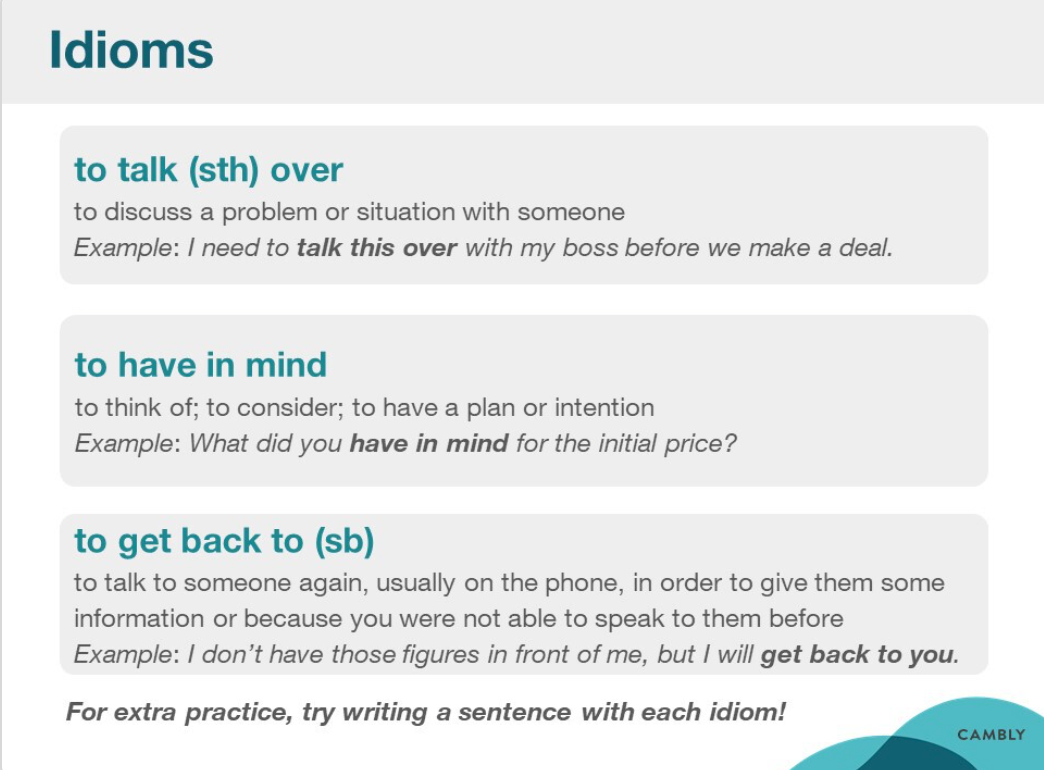 Idioms
to talk (sth) over
to discuss a problem or situation with someone
Example: I need to talk this over with my boss before we make a deal.
to have in mind
to think of; to consider; to have a plan or intention
Example: What did you have in mind for the initial price?
to get back to (sb)
to talk to someone again, usually on the phone, in order to give them some
information or because you were not able to speak to them before
Example: I don’t have those figures in front of me, but I will get back to you.
For extra practice, try writing a sentence with each idiom!
CAMBLY